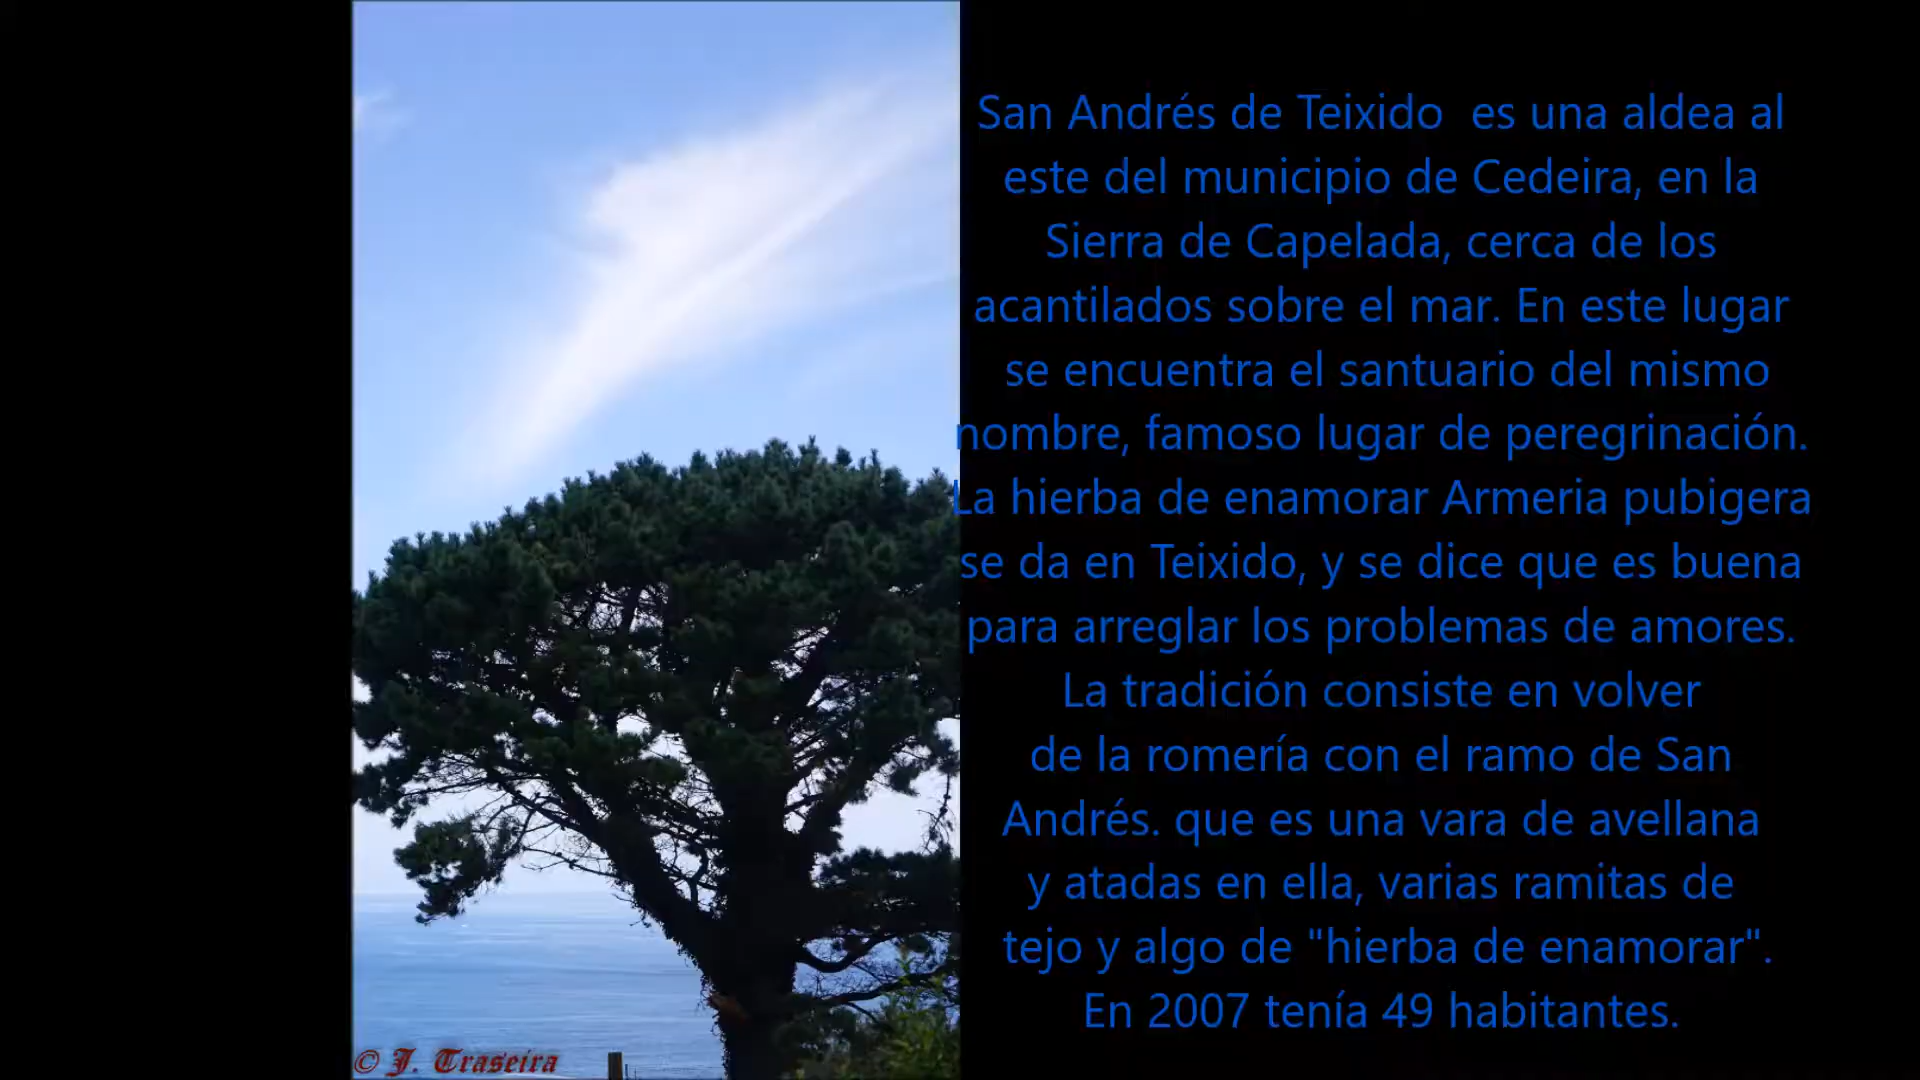 San Andrés de Teixido es una aldea al
este del municipio de Cedeira, en la
Sierra de Capelada, cerca de los
acantilados sobre el mar. En este lugar
se encuentra el santuario del mismo
nombre, famoso lugar de peregrinación.
La hierba de enamorar Armeria pubigera
se da en Teixido, y se dice que es buena
para arreglar los problemas de amores.
La tradición consiste en volver
de la romería con el ramo de San
Andrés. que es una vara de avellana
y atadas en ella, varias ramitas de
tejo y algo de "hierba de enamorar".
En 2007 tenía 49 habitantes.
© J. Traseira